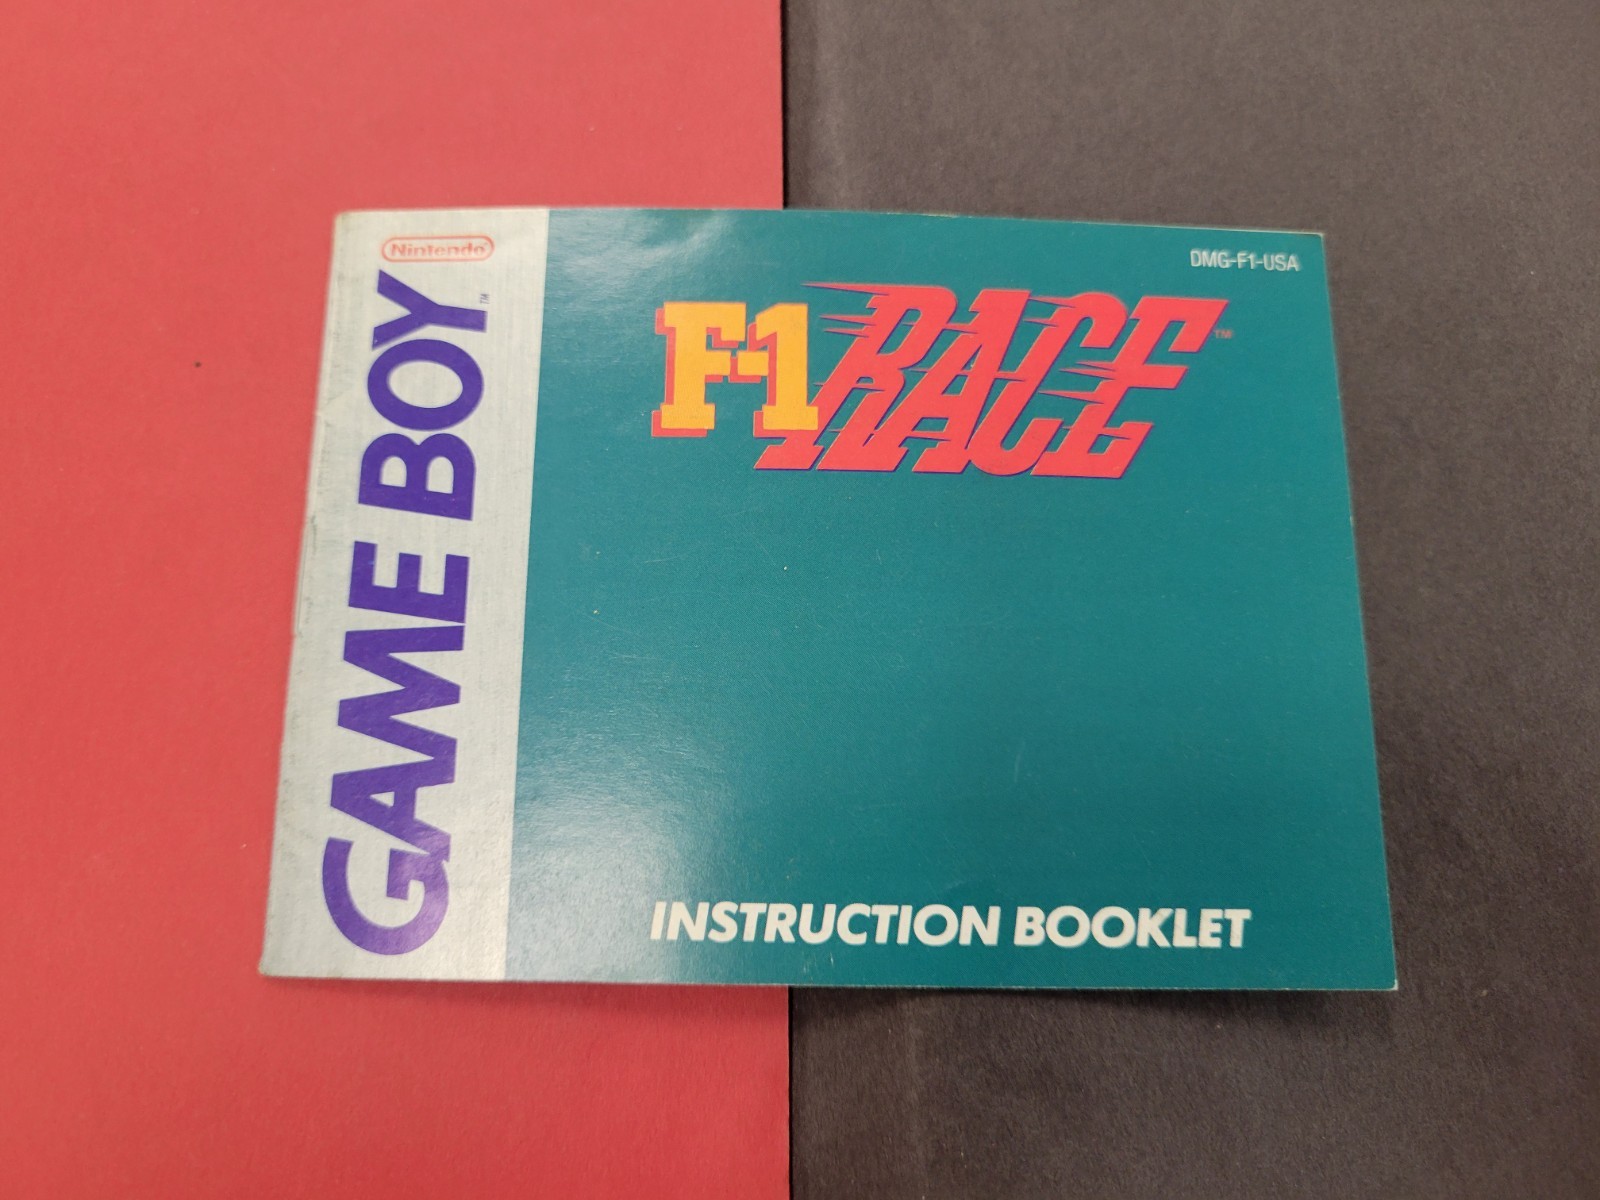 Nintendo®
GAME BOY™
DMG-F1-USA
F-1 RACE™
INSTRUCTION BOOKLET